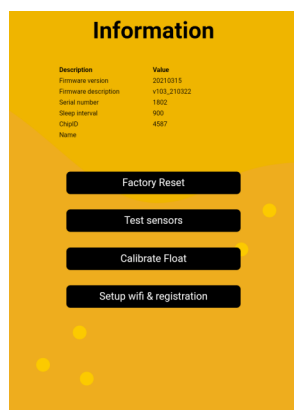 Information
Description Value
Firmware version 20210315
Firmware description v103_210322
Serial number 1802
Sleep interval 900
ChipID 4587
Name
Factory Reset
Test sensors
Calibrate Float
Setup wifi & registration